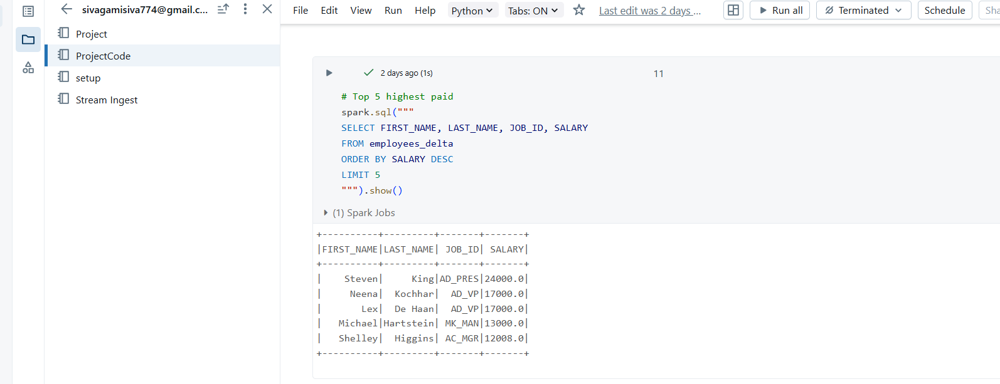 sivagamisiva774@gmail.c...
Project
ProjectCode
setup
Stream Ingest
File Edit View Run Help Python Tabs: ON Last edit was 2 days ... Run all Terminated Schedule Sha
2 days ago (1s)
11
# Top 5 highest paid
spark.sql("""
SELECT FIRST_NAME, LAST_NAME, JOB_ID, SALARY
FROM employees_delta
ORDER BY SALARY DESC
LIMIT 5
""").show()
(1) Spark Jobs
+----------+---------+-------+-------+
|FIRST_NAME|LAST_NAME| JOB_ID| SALARY|
+----------+---------+-------+-------+
|    Steven|     King|AD_PRES|24000.0|
|     Neena|  Kochhar|  AD_VP|17000.0|
|       Lex|  De Haan|  AD_VP|17000.0|
|   Michael|Hartstein| MK_MAN|13000.0|
|   Shelley|  Higgins| AC_MGR|12008.0|
+----------+---------+-------+-------+